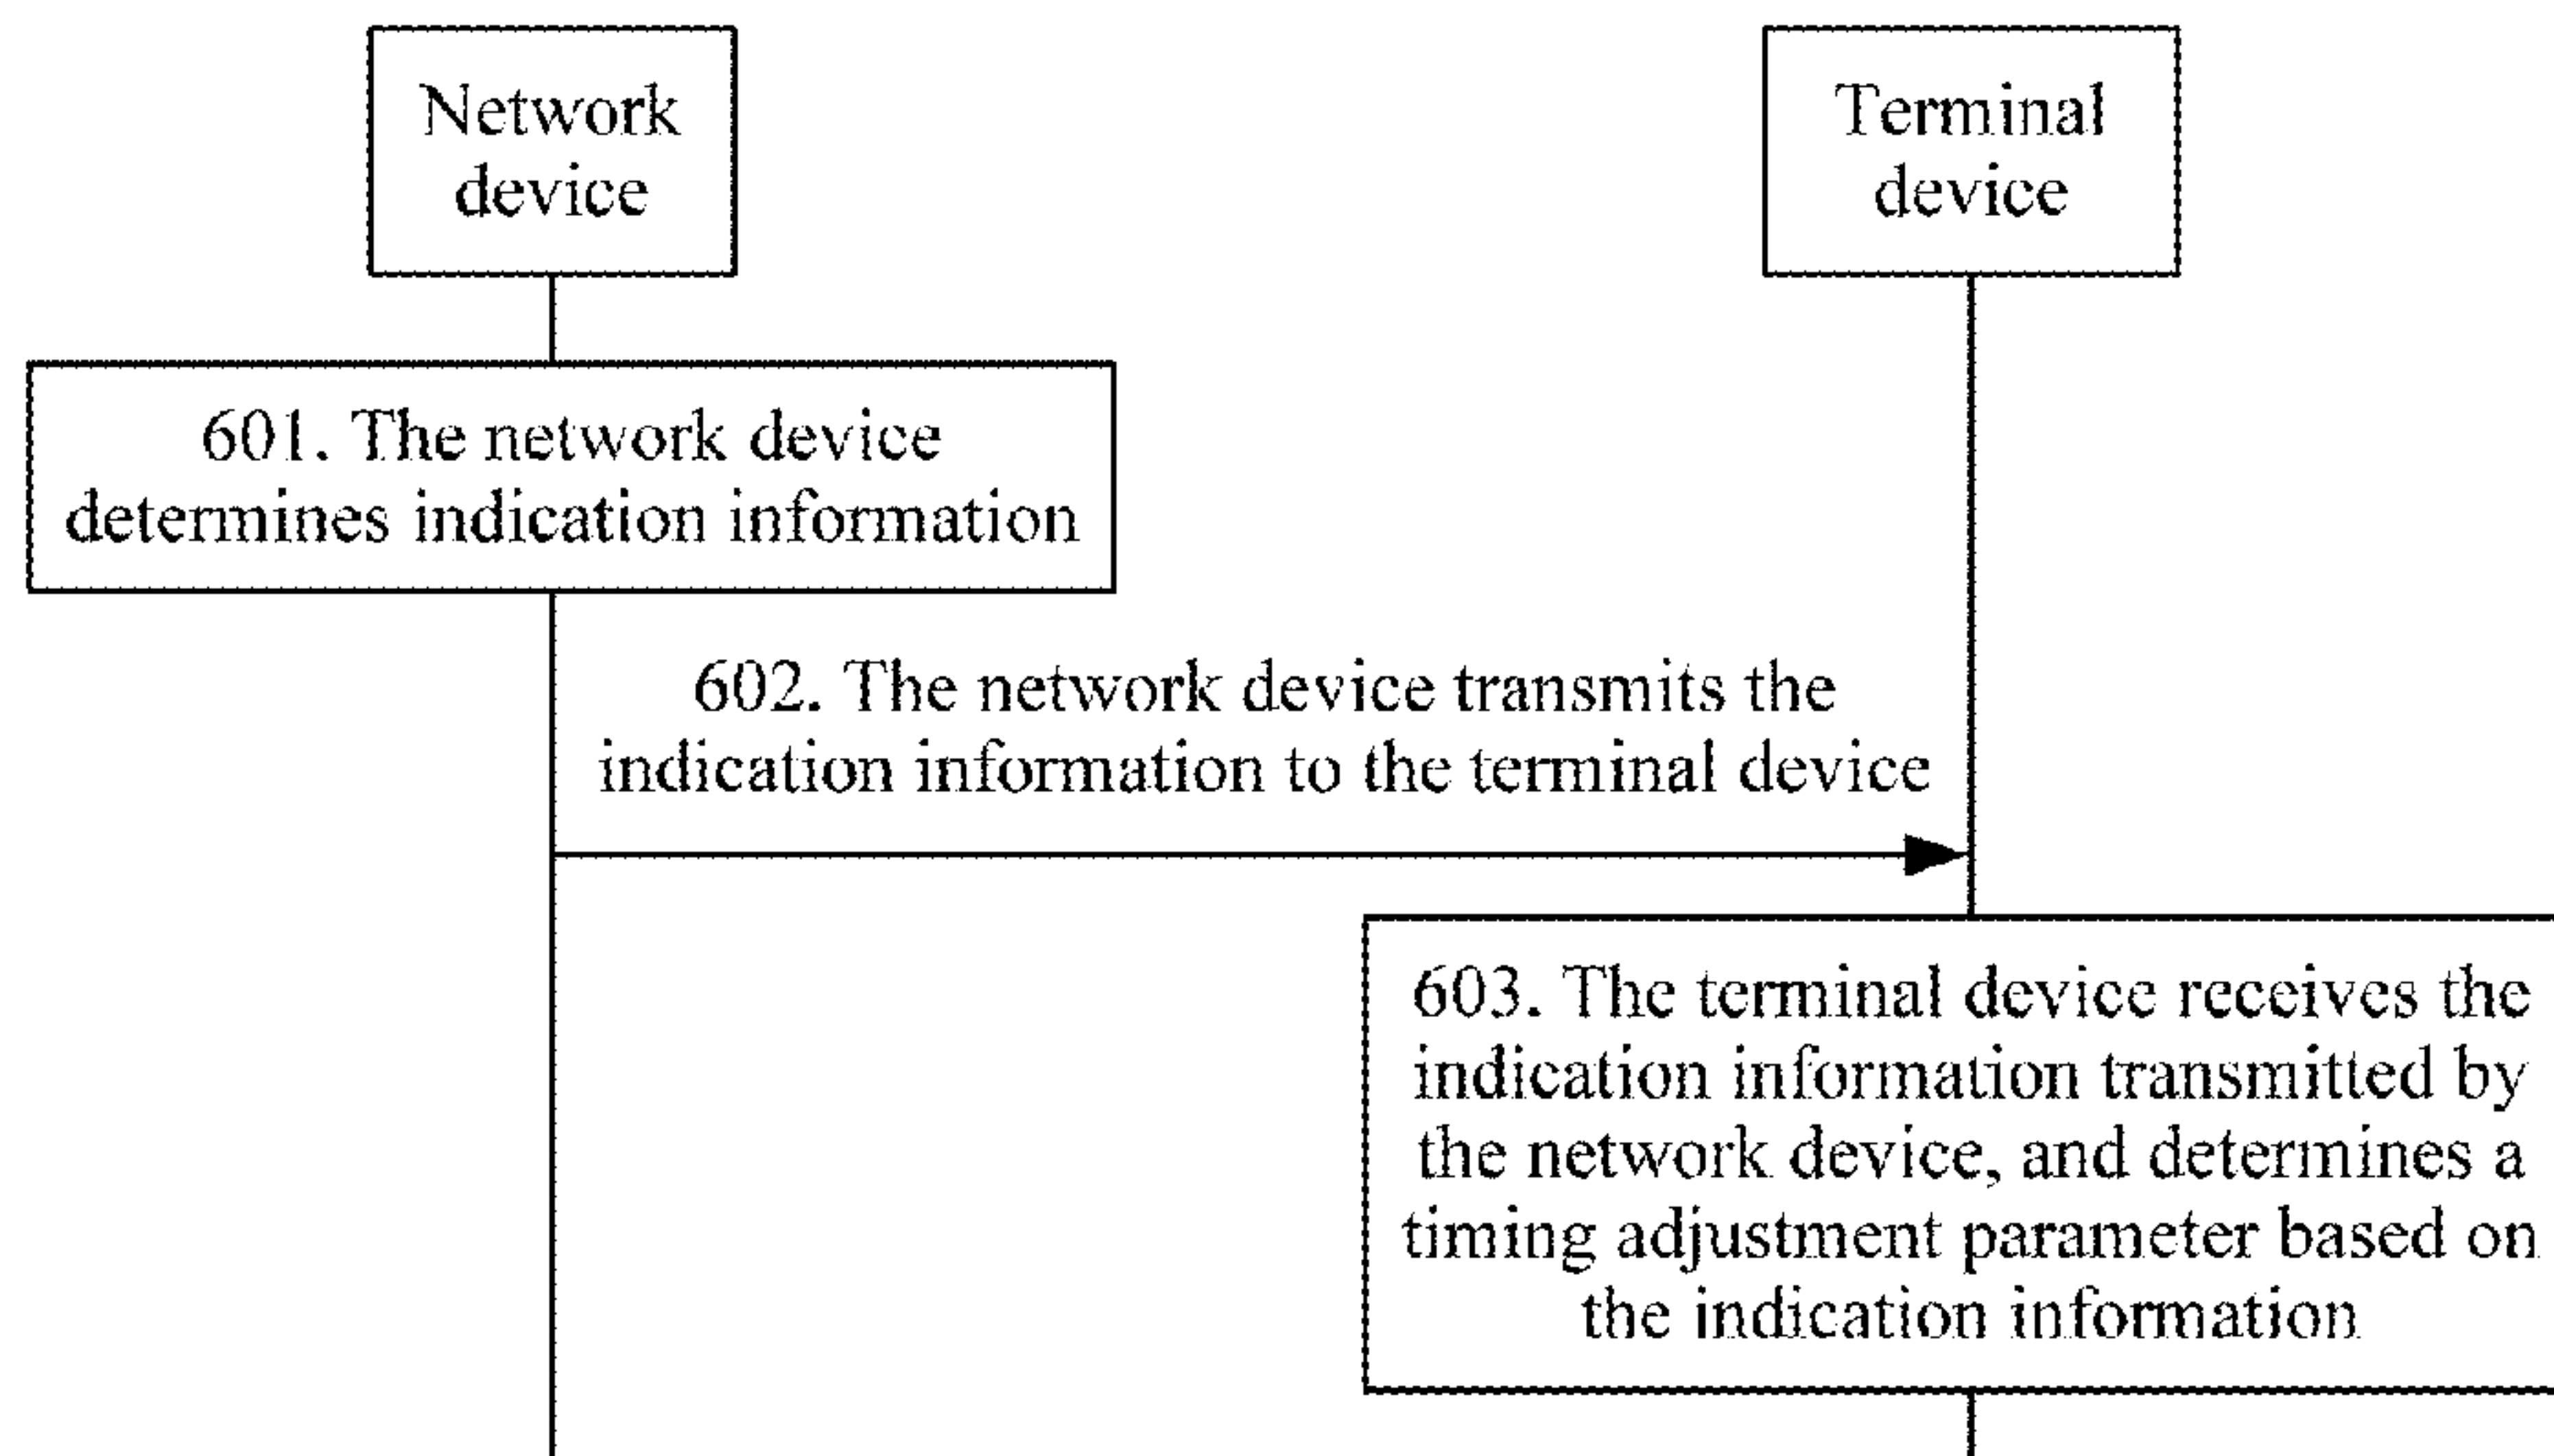 Network
device
Terminal
device
601. The network device
determines indication information
602. The network device transmits the
indication information to the terminal device
603. The terminal device receives the
indication information transmitted by
the network device, and determines a
timing adjustment parameter based on
the indication information